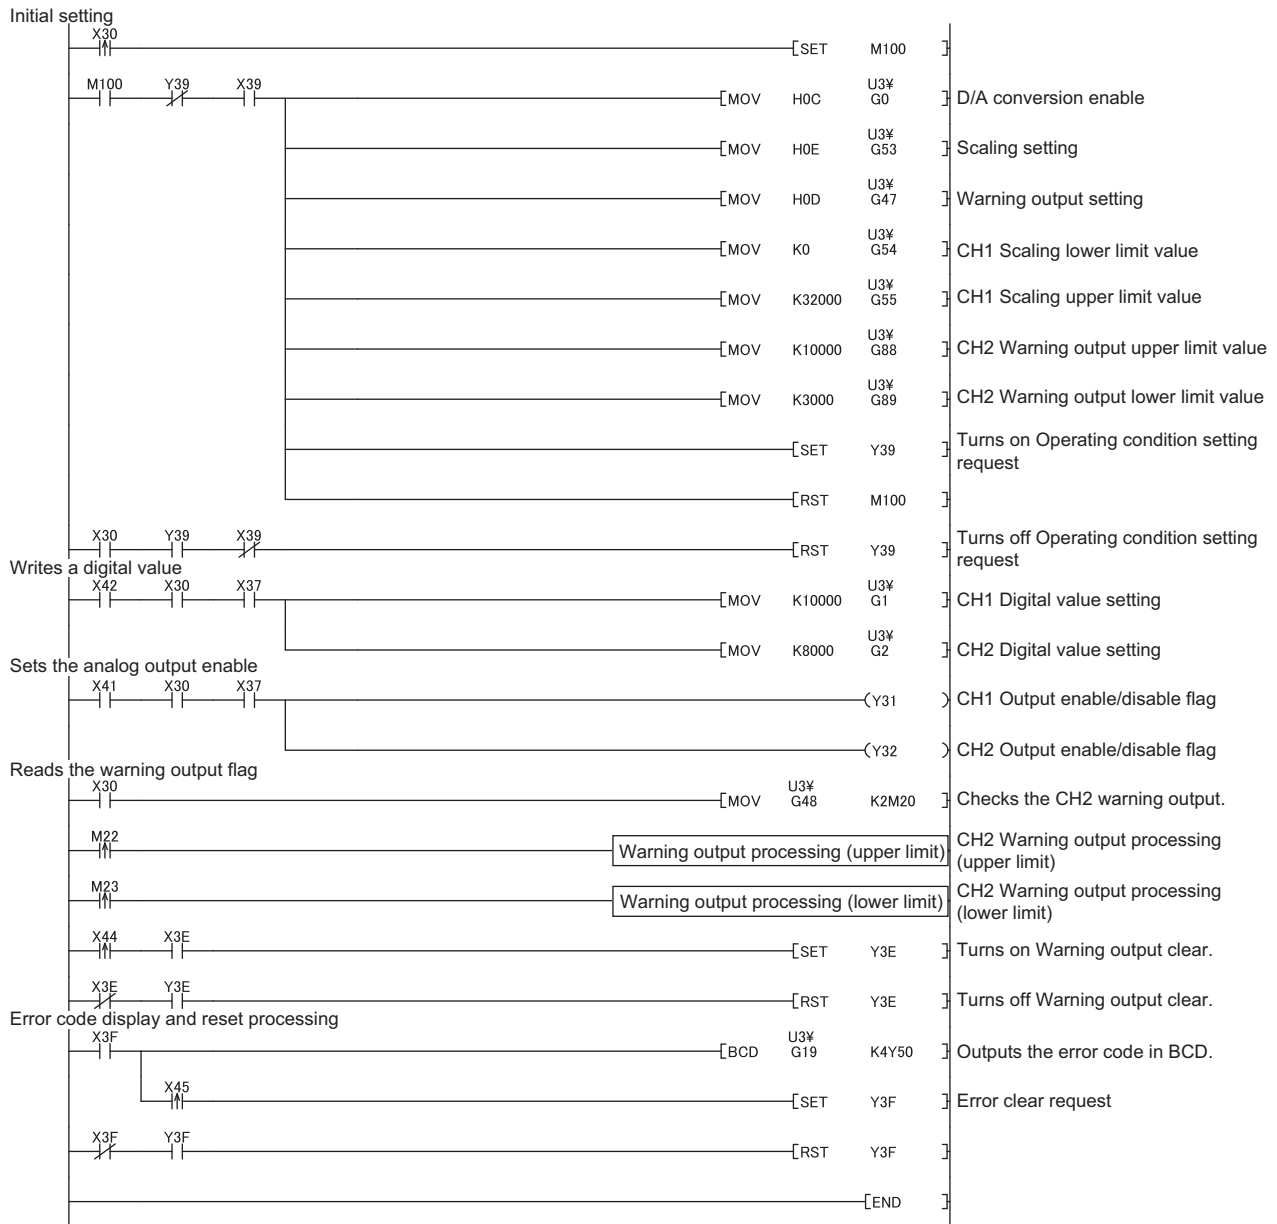 Initial setting
X30
SET M100
M100 Y39 X39
MOV H0C U3¥ G0 D/A conversion enable
MOV H0E U3¥ G53 Scaling setting
MOV H0D U3¥ G47 Warning output setting
MOV K0 U3¥ G54 CH1 Scaling lower limit value
MOV K32000 U3¥ G55 CH1 Scaling upper limit value
MOV K10000 U3¥ G88 CH2 Warning output upper limit value
MOV K3000 U3¥ G89 CH2 Warning output lower limit value
SET Y39 Turns on Operating condition setting
request
RST M100
X30 Y39 X39
RST Y39 Turns off Operating condition setting
request
Writes a digital value
X42 X30 X37
MOV K10000 U3¥ G1 CH1 Digital value setting
MOV K8000 U3¥ G2 CH2 Digital value setting
Sets the analog output enable
X41 X30 X37
Y31 CH1 Output enable/disable flag
Y32 CH2 Output enable/disable flag
Reads the warning output flag
X30
MOV U3¥ G48 K2M20 Checks the CH2 warning output.
M22
Warning output processing (upper limit) CH2 Warning output processing
(upper limit)
M23
Warning output processing (lower limit) CH2 Warning output processing
(lower limit)
X44 X3E
SET Y3E Turns on Warning output clear.
X3E Y3E
RST Y3E Turns off Warning output clear.
Error code display and reset processing
X3F
BCD U3¥ G19 K4Y50 Outputs the error code in BCD.
X45
SET Y3F Error clear request
X3F Y3F
RST Y3F
END